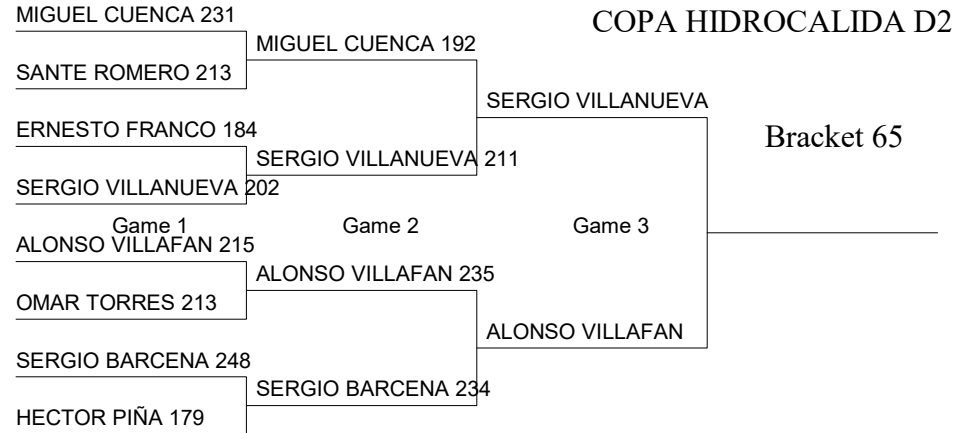 MIGUEL CUENCA 231
COPA HIDROCALIDA D2
MIGUEL CUENCA 192
SANTE ROMERO 213
SERGIO VILLANUEVA
ERNESTO FRANCO 184
Bracket 65
SERGIO VILLANUEVA 211
SERGIO VILLANUEVA 202
Game 1
Game 2
Game 3
ALONSO VILLAFAN 215
ALONSO VILLAFAN 235
OMAR TORRES 213
ALONSO VILLAFAN
SERGIO BARCENA 248
SERGIO BARCENA 234
HECTOR PIÑA 179